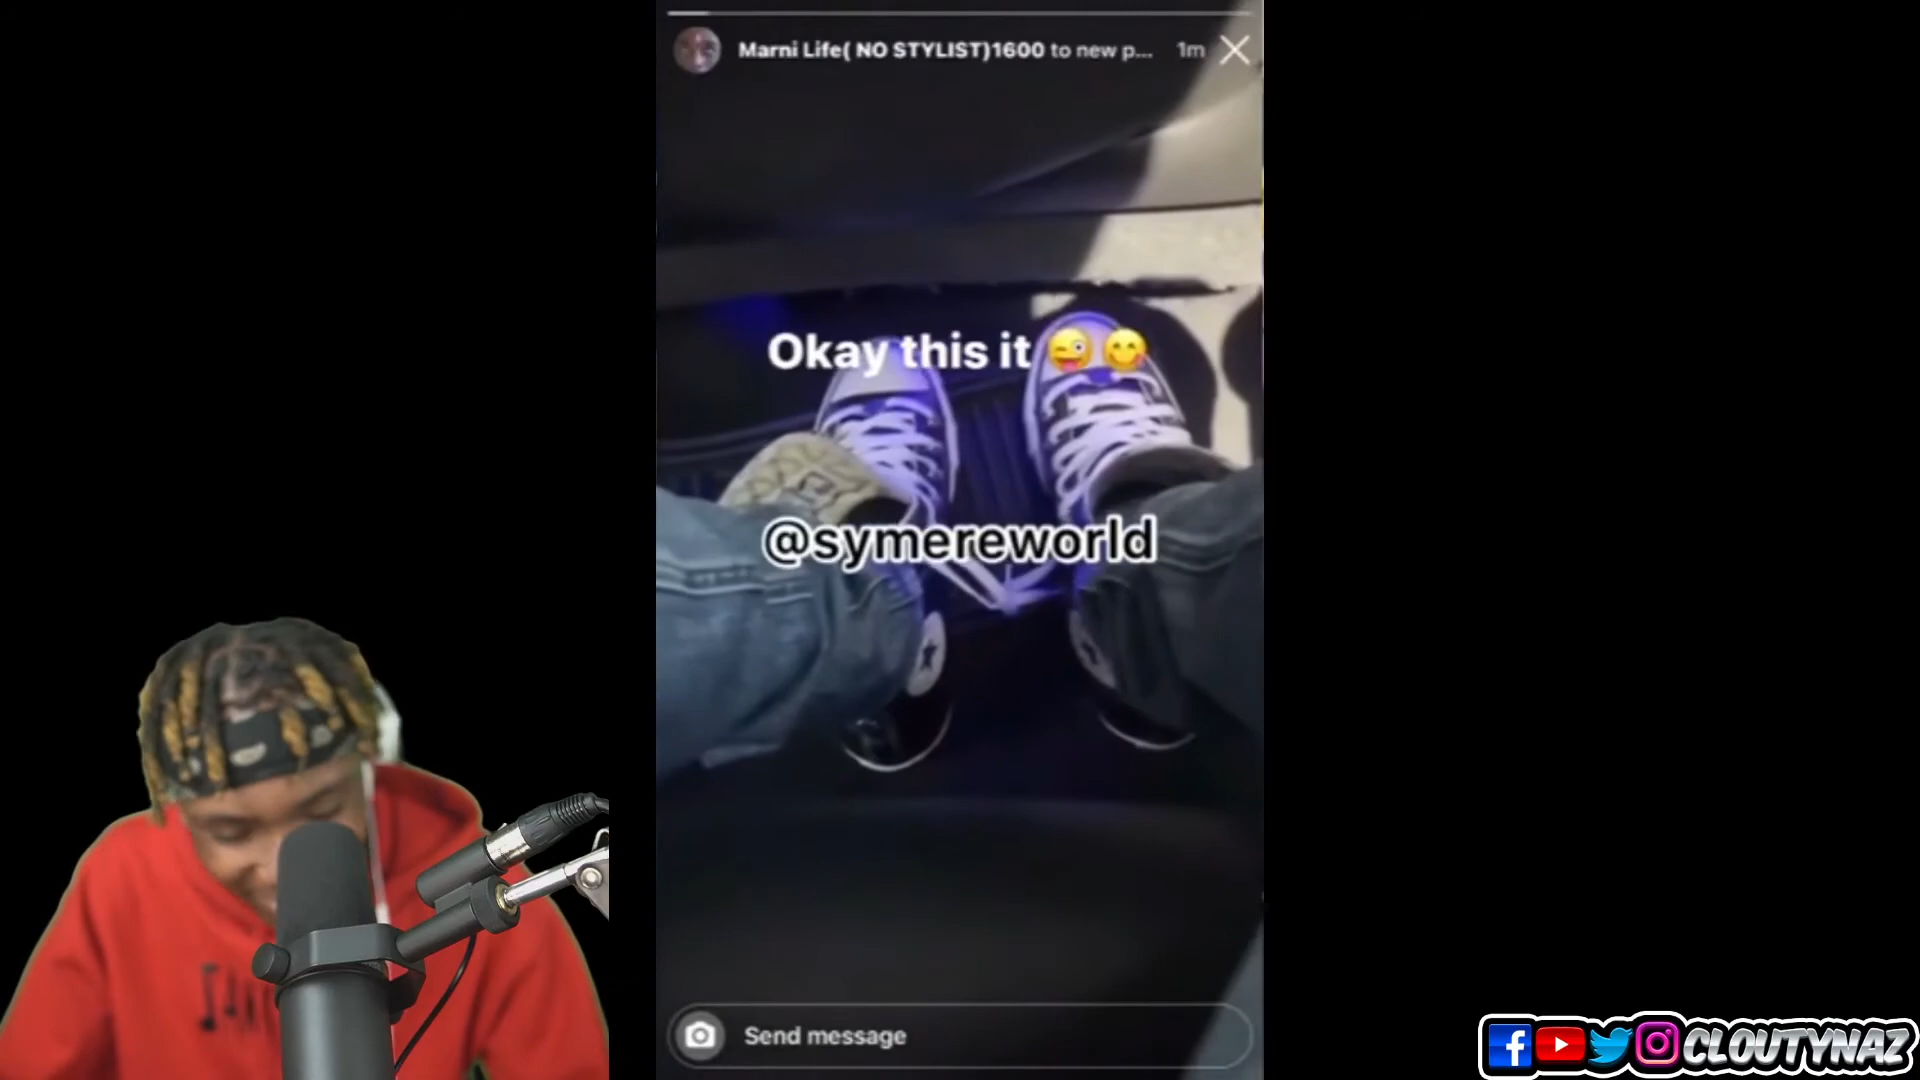 Marni Life( NO STYLIST)1600 to new p... 1m
Okay this it 😜 😋
@symereworld
Send message
CLOUTYNAZ